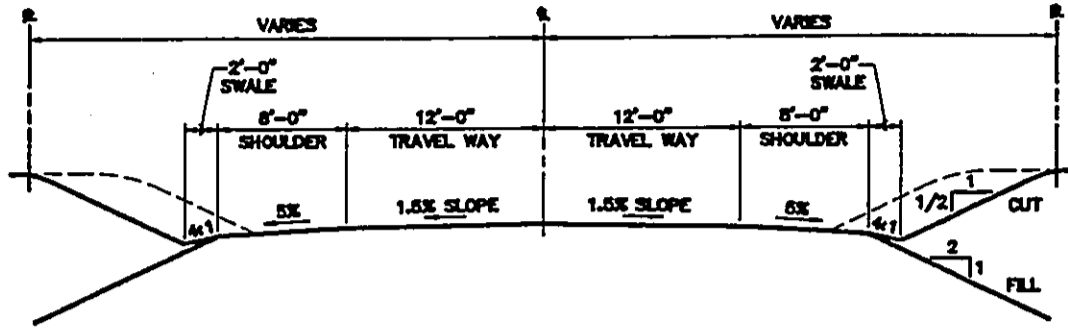 ℄
℄
℄
VARIES
VARIES
2'-0"
SWALE
2'-0"
SWALE
8'-0"
SHOULDER
12'-0"
TRAVEL WAY
12'-0"
TRAVEL WAY
8'-0"
SHOULDER
4:1
5%
1.5% SLOPE
1.5% SLOPE
5%
4:1
1
1/2
CUT
2
1
FILL